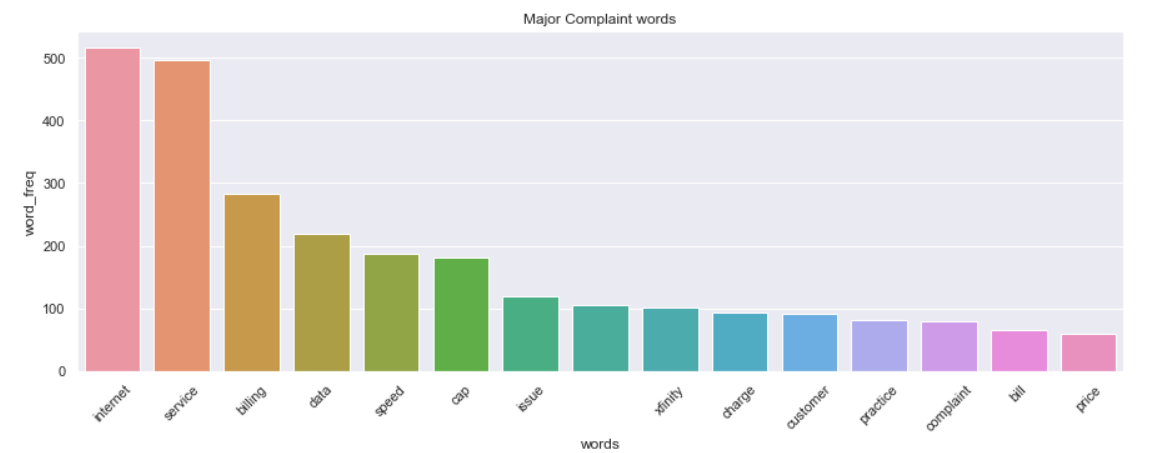 Major Complaint words
word_freq
500
400
300
200
100
0
internet
service
billing
data
speed
cap
issue
xfinity
charge
customer
practice
complaint
bill
price
words